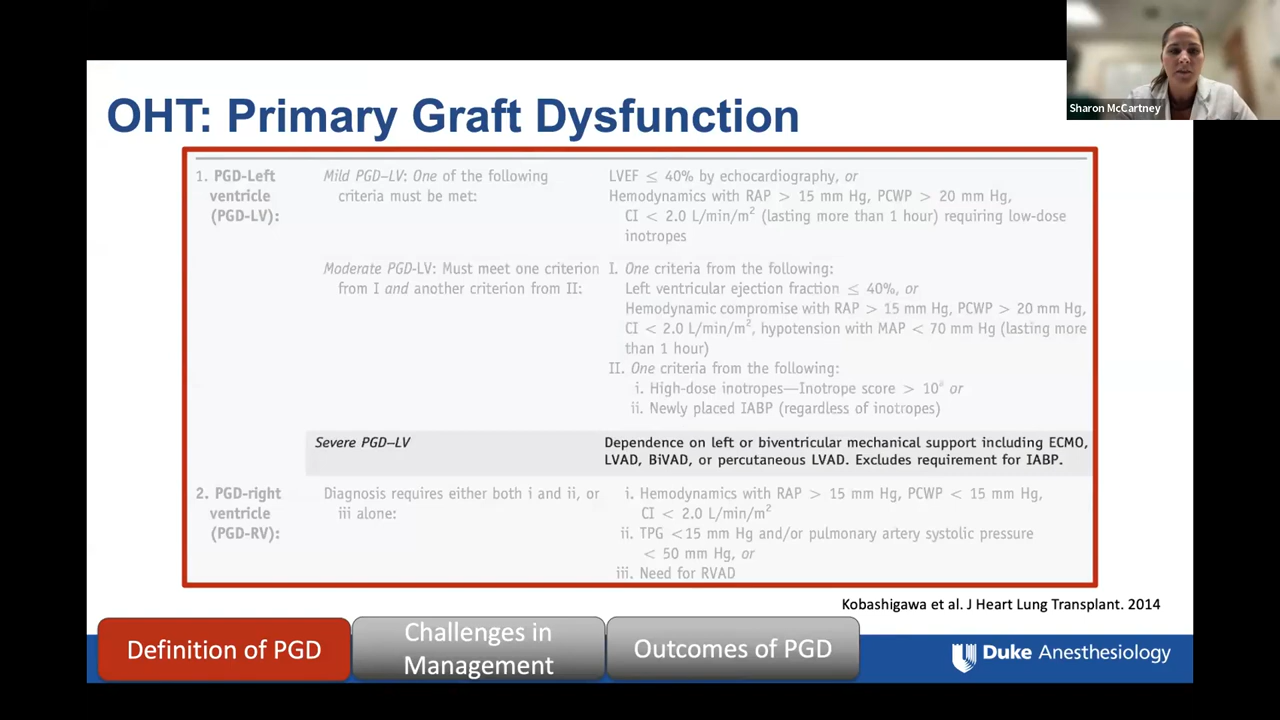 Sharon McCartney
OHT: Primary Graft Dysfunction
1. PGD-Left ventricle (PGD-LV):
Mild PGD–LV: One of the following criteria must be met:
LVEF ≤ 40% by echocardiography, or
Hemodynamics with RAP > 15 mm Hg, PCWP > 20 mm Hg,
CI < 2.0 L/min/m² (lasting more than 1 hour) requiring low-dose
inotropes
Moderate PGD-LV: Must meet one criterion
from I and another criterion from II:
I. One criteria from the following:
Left ventricular ejection fraction ≤ 40%, or
Hemodynamic compromise with RAP > 15 mm Hg, PCWP > 20 mm Hg,
CI < 2.0 L/min/m², hypotension with MAP < 70 mm Hg (lasting more
than 1 hour)
II. One criteria from the following:
i. High-dose inotropes—Inotrope score > 10ª or
ii. Newly placed IABP (regardless of inotropes)
Severe PGD–LV
Dependence on left or biventricular mechanical support including ECMO,
LVAD, BiVAD, or percutaneous LVAD. Excludes requirement for IABP.
2. PGD-right
ventricle
(PGD-RV):
Diagnosis requires either both i and ii, or
iii alone:
i. Hemodynamics with RAP > 15 mm Hg, PCWP < 15 mm Hg,
CI < 2.0 L/min/m²
ii. TPG <15 mm Hg and/or pulmonary artery systolic pressure
< 50 mm Hg, or
iii. Need for RVAD
Kobashigawa et al. J Heart Lung Transplant. 2014
Definition of PGD
Challenges in
Management
Outcomes of PGD
Duke Anesthesiology